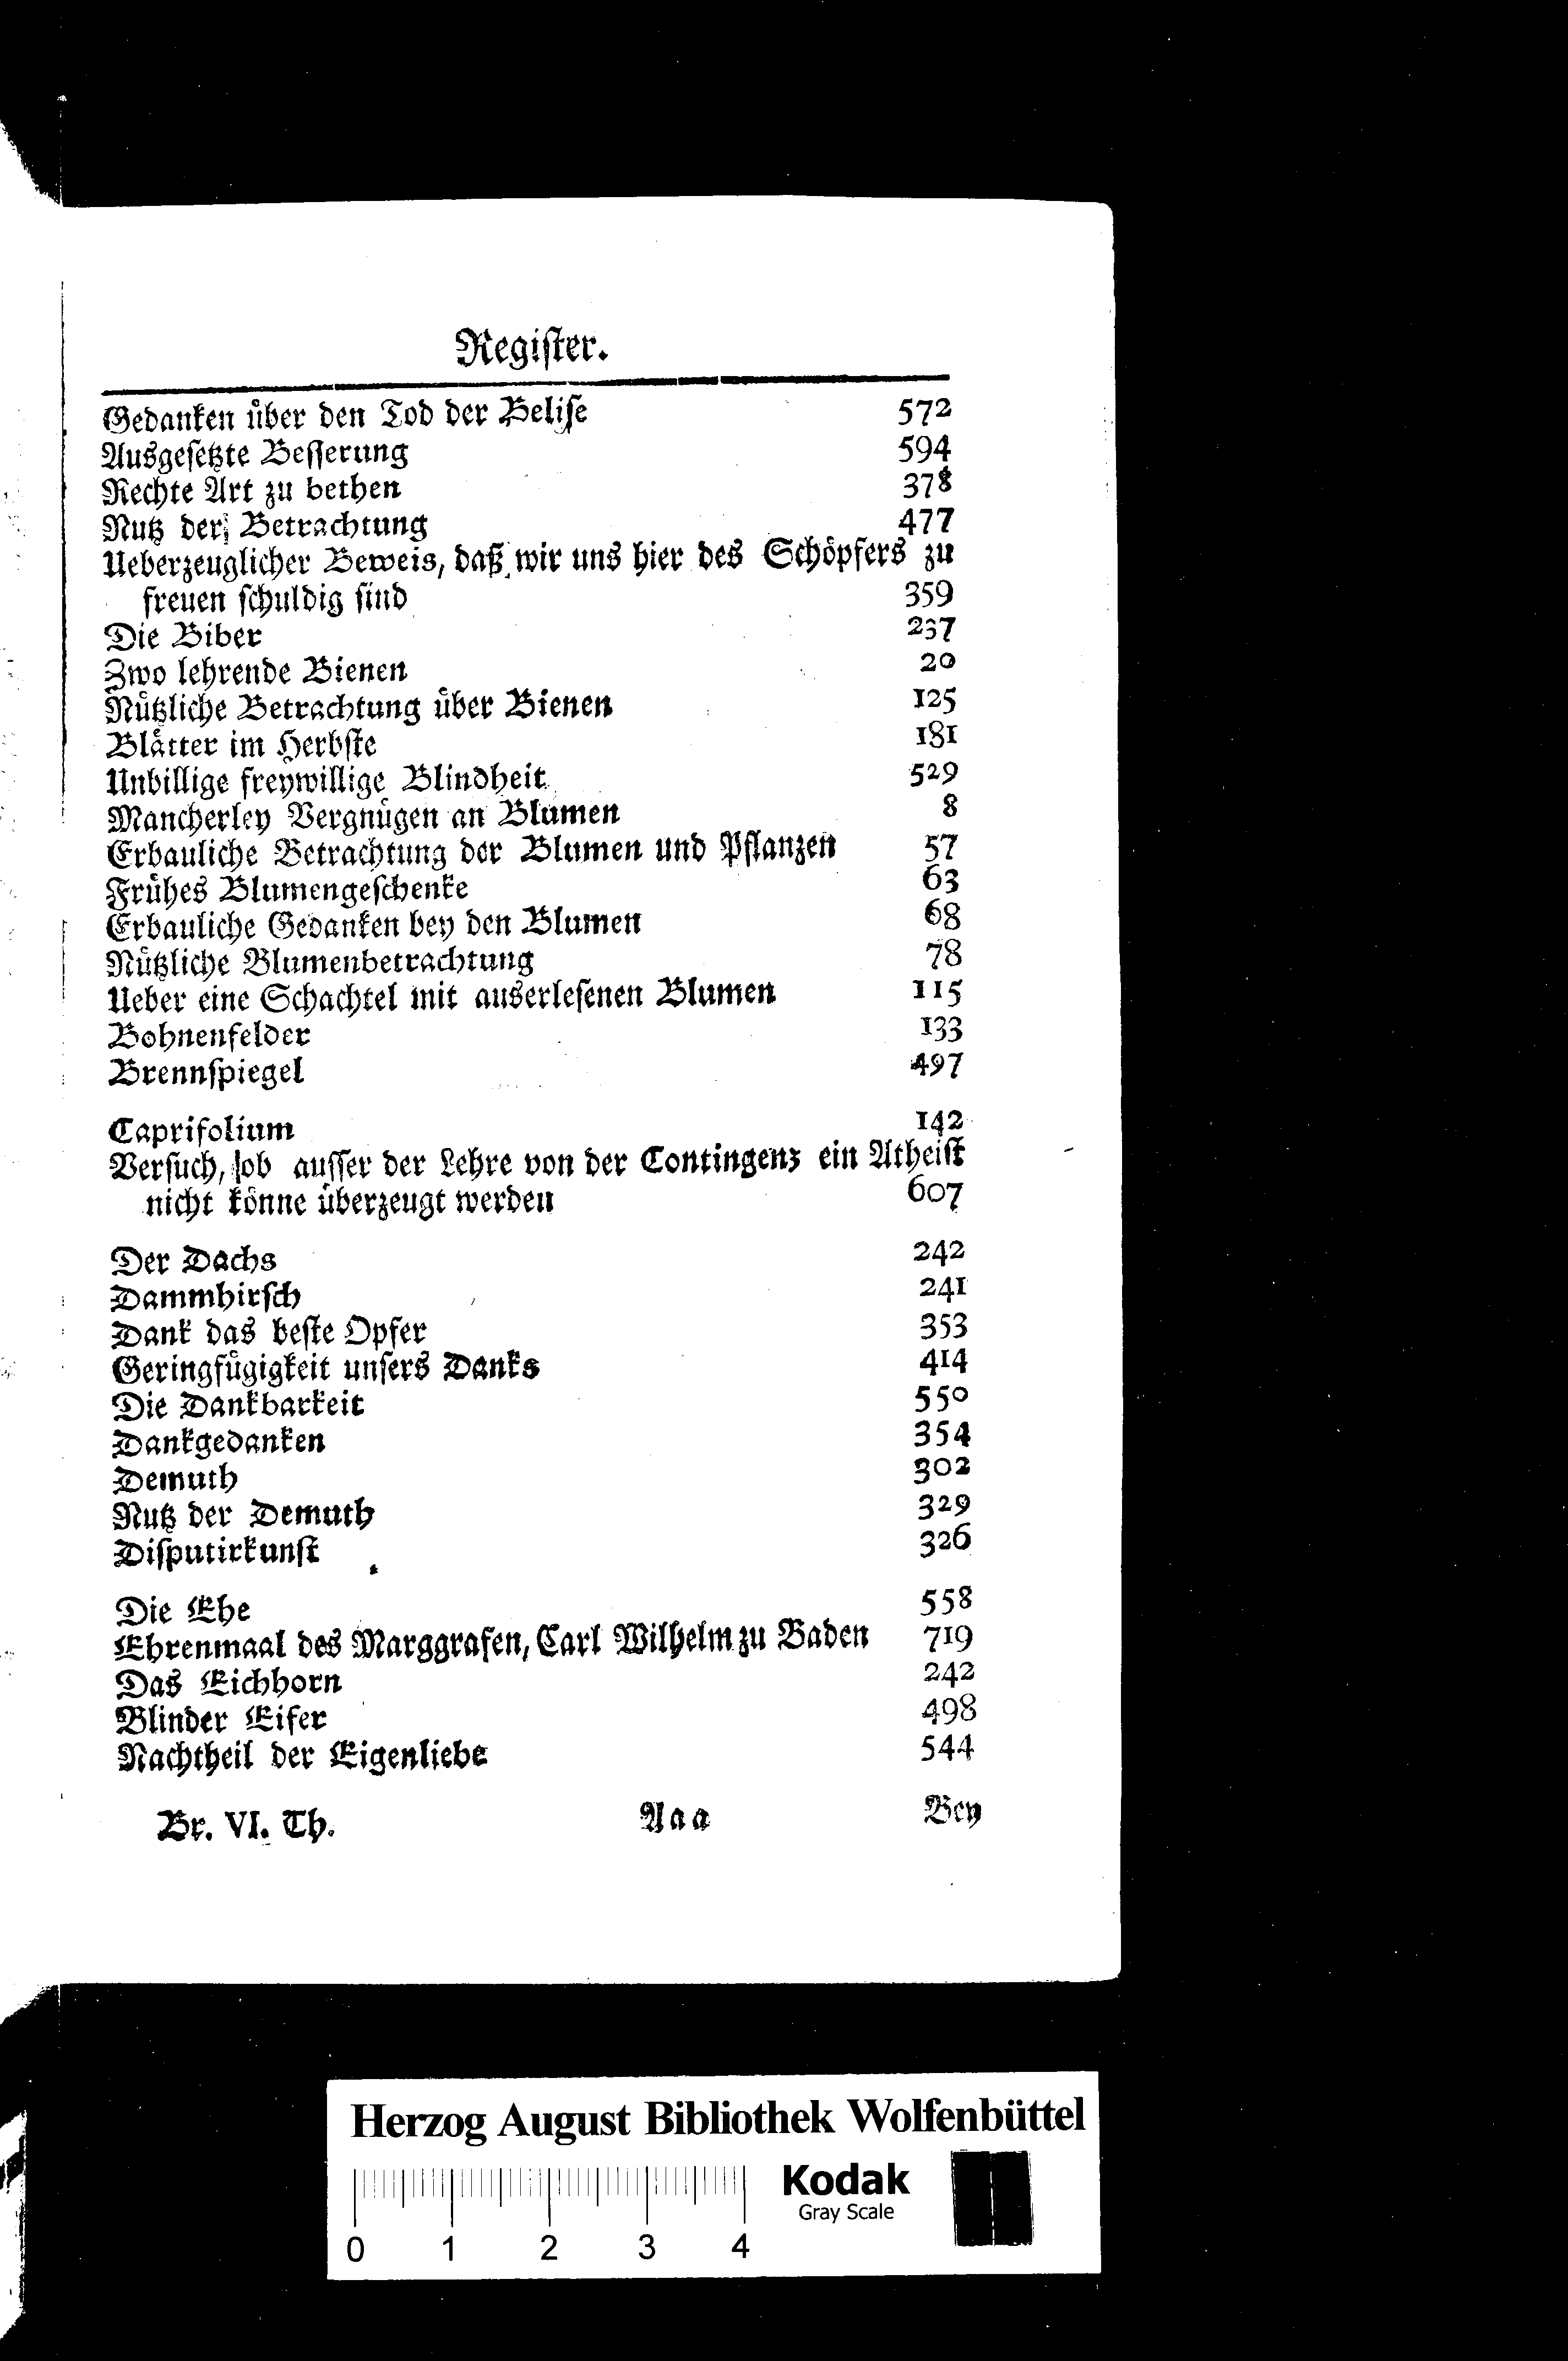 Register.
Gedanken über den Tod der Belise 572
Ausgesetzte Besserung 594
Rechte Art zu bethen 378
Nutz der Betrachtung 477
Ueberzeuglicher Beweis, daß wir uns hier des Schöpfers zu
freuen schuldig sind 359
Die Biber 237
Zwo lehrende Bienen 20
Nützliche Betrachtung über Bienen 125
Blätter im Herbste 181
Unbillige freywillige Blindheit 529
Mancherley Vergnügen an Blumen 8
Erbauliche Betrachtung der Blumen und Pflanzen 57
Frühes Blumengeschenke 63
Erbauliche Gedanken bey den Blumen 68
Nützliche Blumenbetrachtung 78
Ueber eine Schachtel mit auserlesenen Blumen 115
Bohnenfelder 133
Brennspiegel 497
Caprifolium 142
Versuch, ob ausser der Lehre von der Contingenz ein Atheist
nicht könne überzeugt werden 607
Der Dachs 242
Dammhirsch 241
Dank das beste Opfer 353
Geringfügigkeit unsers Danks 414
Die Dankbarkeit 550
Dankgedanken 354
Demuth 302
Nutz der Demuth 329
Disputirkunst 326
Die Ehe 558
Ehrenmaal des Marggrafen, Carl Wilhelm zu Baden 719
Das Eichhorn 242
Blinder Eifer 498
Nachtheil der Eigenliebe 544
Br. VI. Th. Aaa Bey
Herzog August Bibliothek Wolfenbüttel
Kodak
Gray Scale
0 1 2 3 4